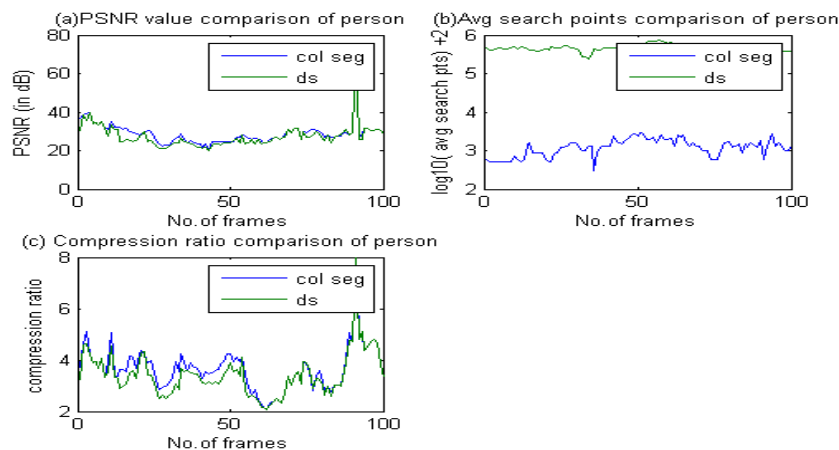 (a)PSNR value comparison of person
80
60
40
20
0
PSNR (in dB)
col seg
ds
0
50
100
No.of frames
(b)Avg search points comparison of person
6
5
4
3
2
log10( avg search pts) +2
col seg
ds
0
50
100
No.of frames
(c) Compression ratio comparison of person
8
6
4
2
compression ratio
col seg
ds
0
50
100
No.of frames